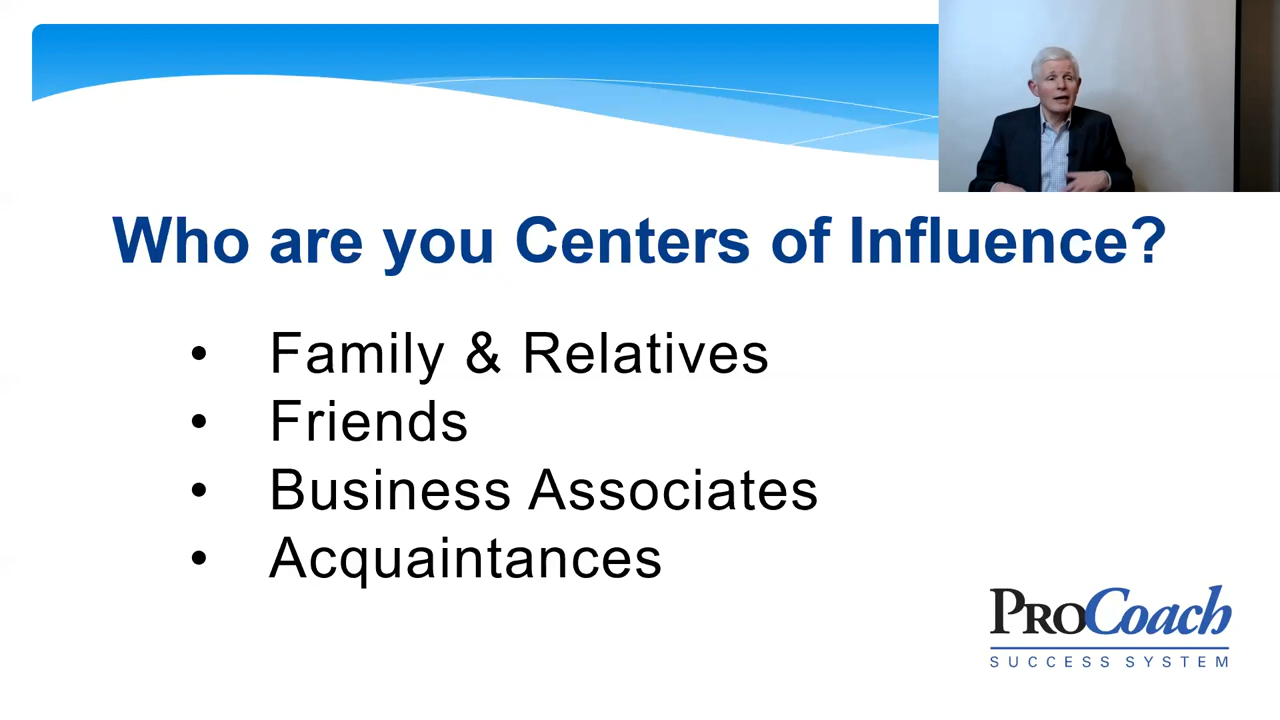 Who are you Centers of Influence?
• Family & Relatives
• Friends
• Business Associates
• Acquaintances
PROCoach
SUCCESS SYSTEM